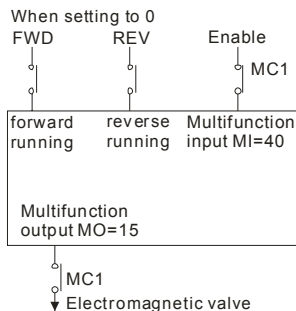 When setting to 0
FWD REV Enable
MC1
forward running
reverse running
Multifunction input MI=40
Multifunction output MO=15
MC1
Electromagnetic valve